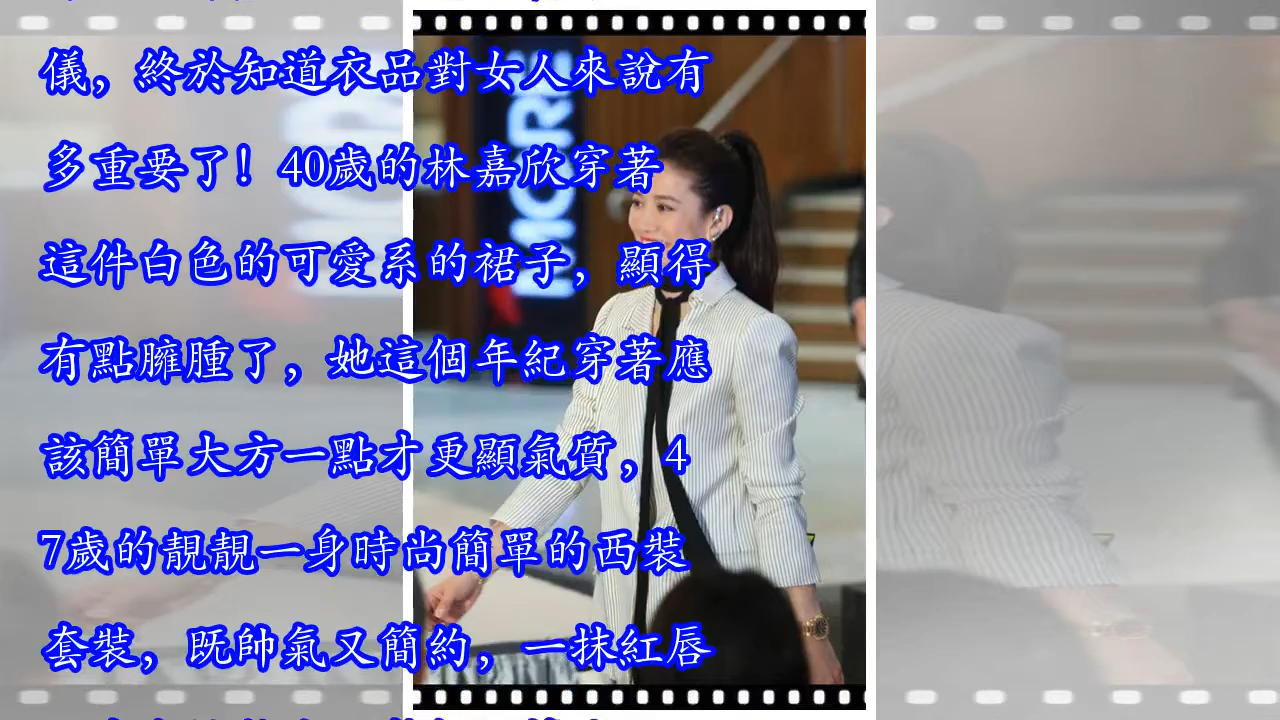 儀，終於知道衣品對女人來說有
多重要了！40歲的林嘉欣穿著
這件白色的可愛系的裙子，顯得
有點臃腫了，她這個年紀穿著應
該簡單大方一點才更顯氣質，4
7歲的靚靚一身時尚簡單的西裝
套裝，既帥氣又簡約，一抹紅唇